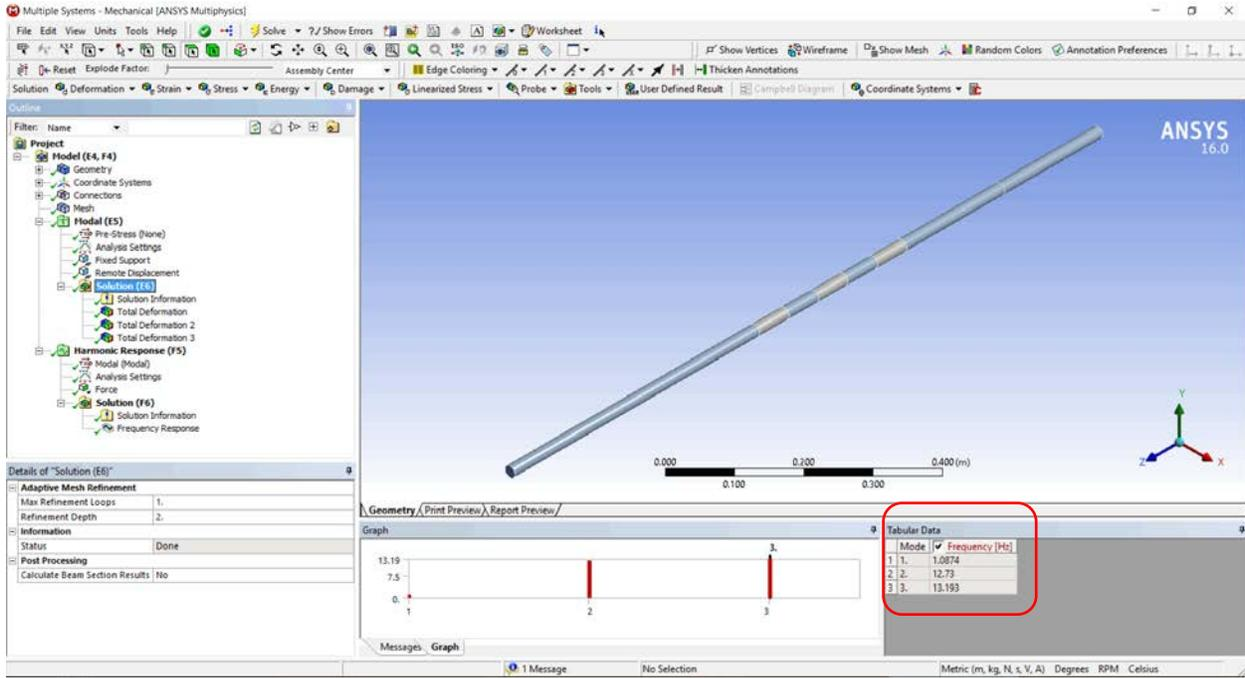 Multiple Systems - Mechanical [ANSYS Multiphysics]
File Edit View Units Tools Help Solve ?/ Show Errors Worksheet
Show Vertices Wireframe Show Mesh Random Colors Annotation Preferences
Reset Explode Factor: Assembly Center Edge Coloring Thicken Annotations
Solution Deformation Strain Stress Energy Damage Linearized Stress Probe Tools User Defined Result Campbell Diagram Coordinate Systems
Outline
Filter: Name
Project
Model (E4, F4)
Geometry
Coordinate Systems
Connections
Mesh
Modal (E5)
Pre-Stress (None)
Analysis Settings
Fixed Support
Remote Displacement
Solution (E6)
Solution Information
Total Deformation
Total Deformation 2
Total Deformation 3
Harmonic Response (F5)
Modal (Modal)
Analysis Settings
Force
Solution (F6)
Solution Information
Frequency Response
ANSYS
16.0
Y
Z
X
0.000 0.200 0.400 (m)
0.100 0.300
Details of "Solution (E6)"
Adaptive Mesh Refinement
Max Refinement Loops 1.
Refinement Depth 2.
Information
Status Done
Post Processing
Calculate Beam Section Results No
Geometry Print Preview Report Preview
Graph
3.
13.19
7.5
0.
1 2 3
Messages Graph
Tabular Data
Mode Frequency [Hz]
1 1. 1.0874
2 2. 12.73
3 3. 13.193
1 Message No Selection Metric (m, kg, N, s, V, A) Degrees RPM Celsius